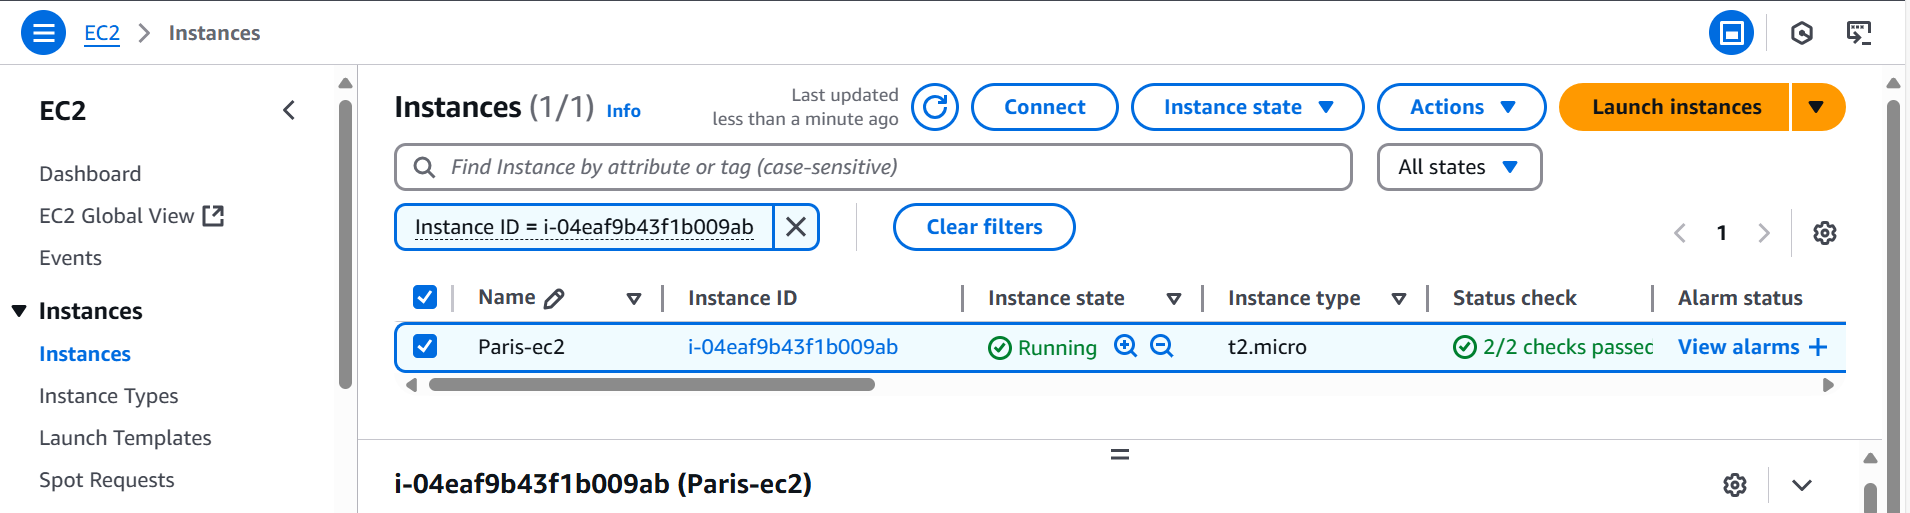 EC2 Instances
EC2
Dashboard
EC2 Global View
Events
Instances
Instances
Instance Types
Launch Templates
Spot Requests
Instances (1/1) Info
Last updated
less than a minute ago
Connect
Instance state
Actions
Launch instances
Find Instance by attribute or tag (case-sensitive)
All states
Instance ID = i-04eaf9b43f1b009ab
Clear filters
1
Name Instance ID Instance state Instance type Status check Alarm status
Paris-ec2 i-04eaf9b43f1b009ab Running t2.micro 2/2 checks passed View alarms +
i-04eaf9b43f1b009ab (Paris-ec2)